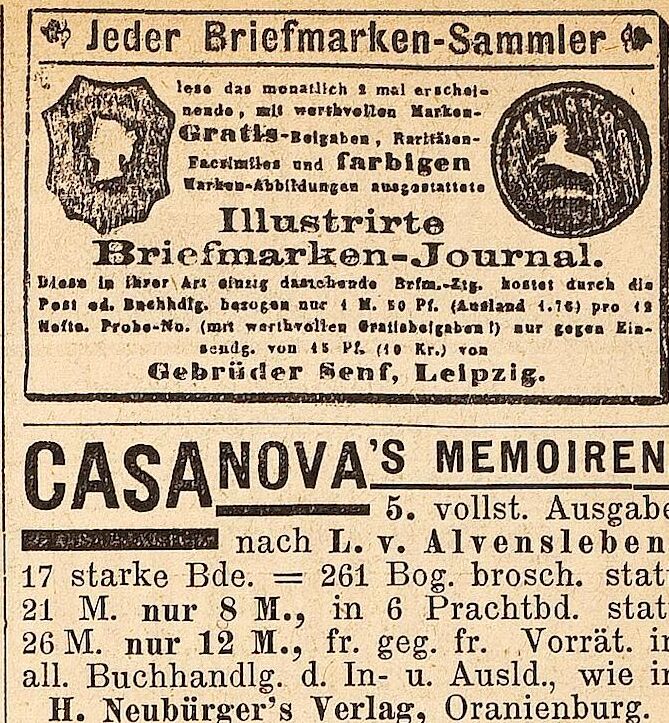 Jeder Briefmarken-Sammler
lese das monatlich 2 mal erschei-
nende, mit werthvollen Marken-
Gratis-Beigaben, Raritäten-
Facsimiles und farbigen
Marken-Abbildungen ausgestattete
Illustrirte
Briefmarken-Journal.
Diese in ihrer Art einzig dastehende Brfm.-Ztg. kostet durch die
Post od. Buchhdlg. bezogen nur 1 M. 50 Pf. (Ausland 1.75) pro 12
Hefte. Probe-No. (mit werthvollen Gratisbeigaben!) nur gegen Ein-
sendg. von 15 Pf. (10 Kr.) von
Gebrüder Senf, Leipzig.
CASANOVA'S MEMOIREN
5. vollst. Ausgabe
nach L. v. Alvensleben
17 starke Bde. = 261 Bog. brosch. statt
21 M. nur 8 M., in 6 Prachtbd. stat
26 M. nur 12 M., fr. geg. fr. Vorrät. in
all. Buchhandlg. d. In- u. Ausld., wie in
H. Neubürger's Verlag, Oranienburg.